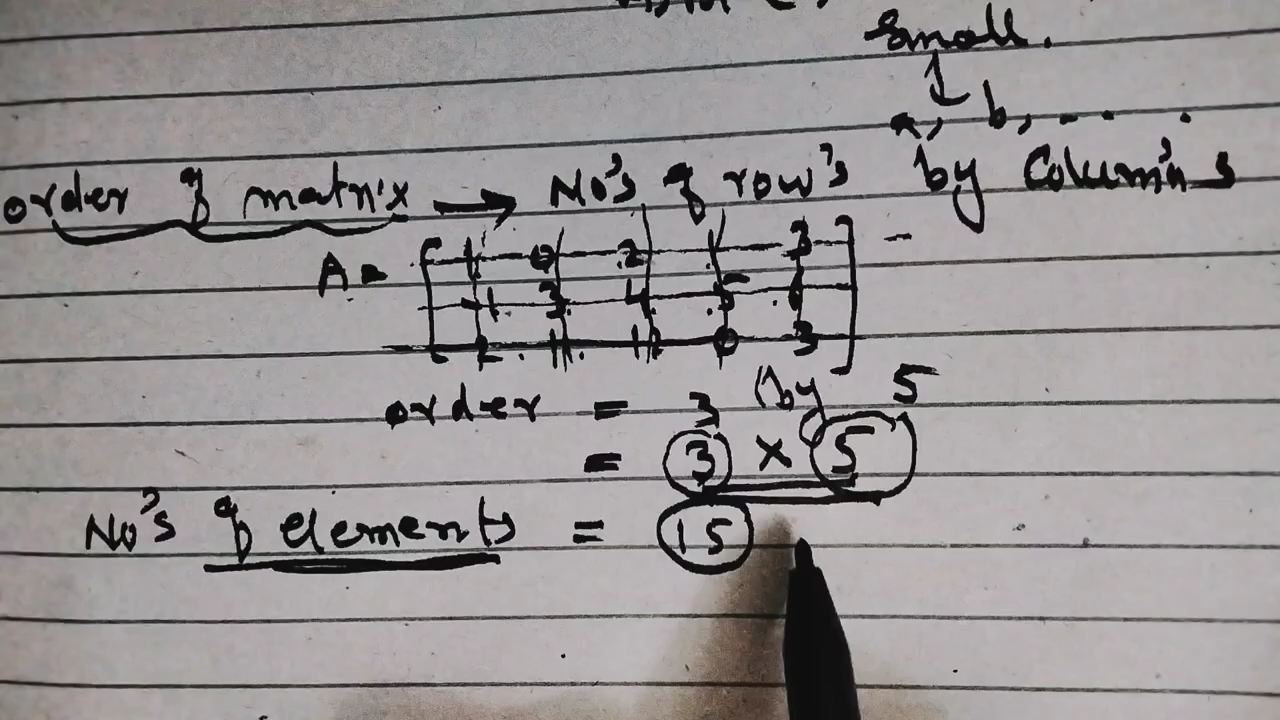 Small.
a, b, - - .
order of matrix → No's of row's by Column's
A = [ 1 0 2 1 3 ] -
-1 3 4 5 6
2 11 12 0 3
order = 3 by 5
= 3 × 5
No's of elements = 15